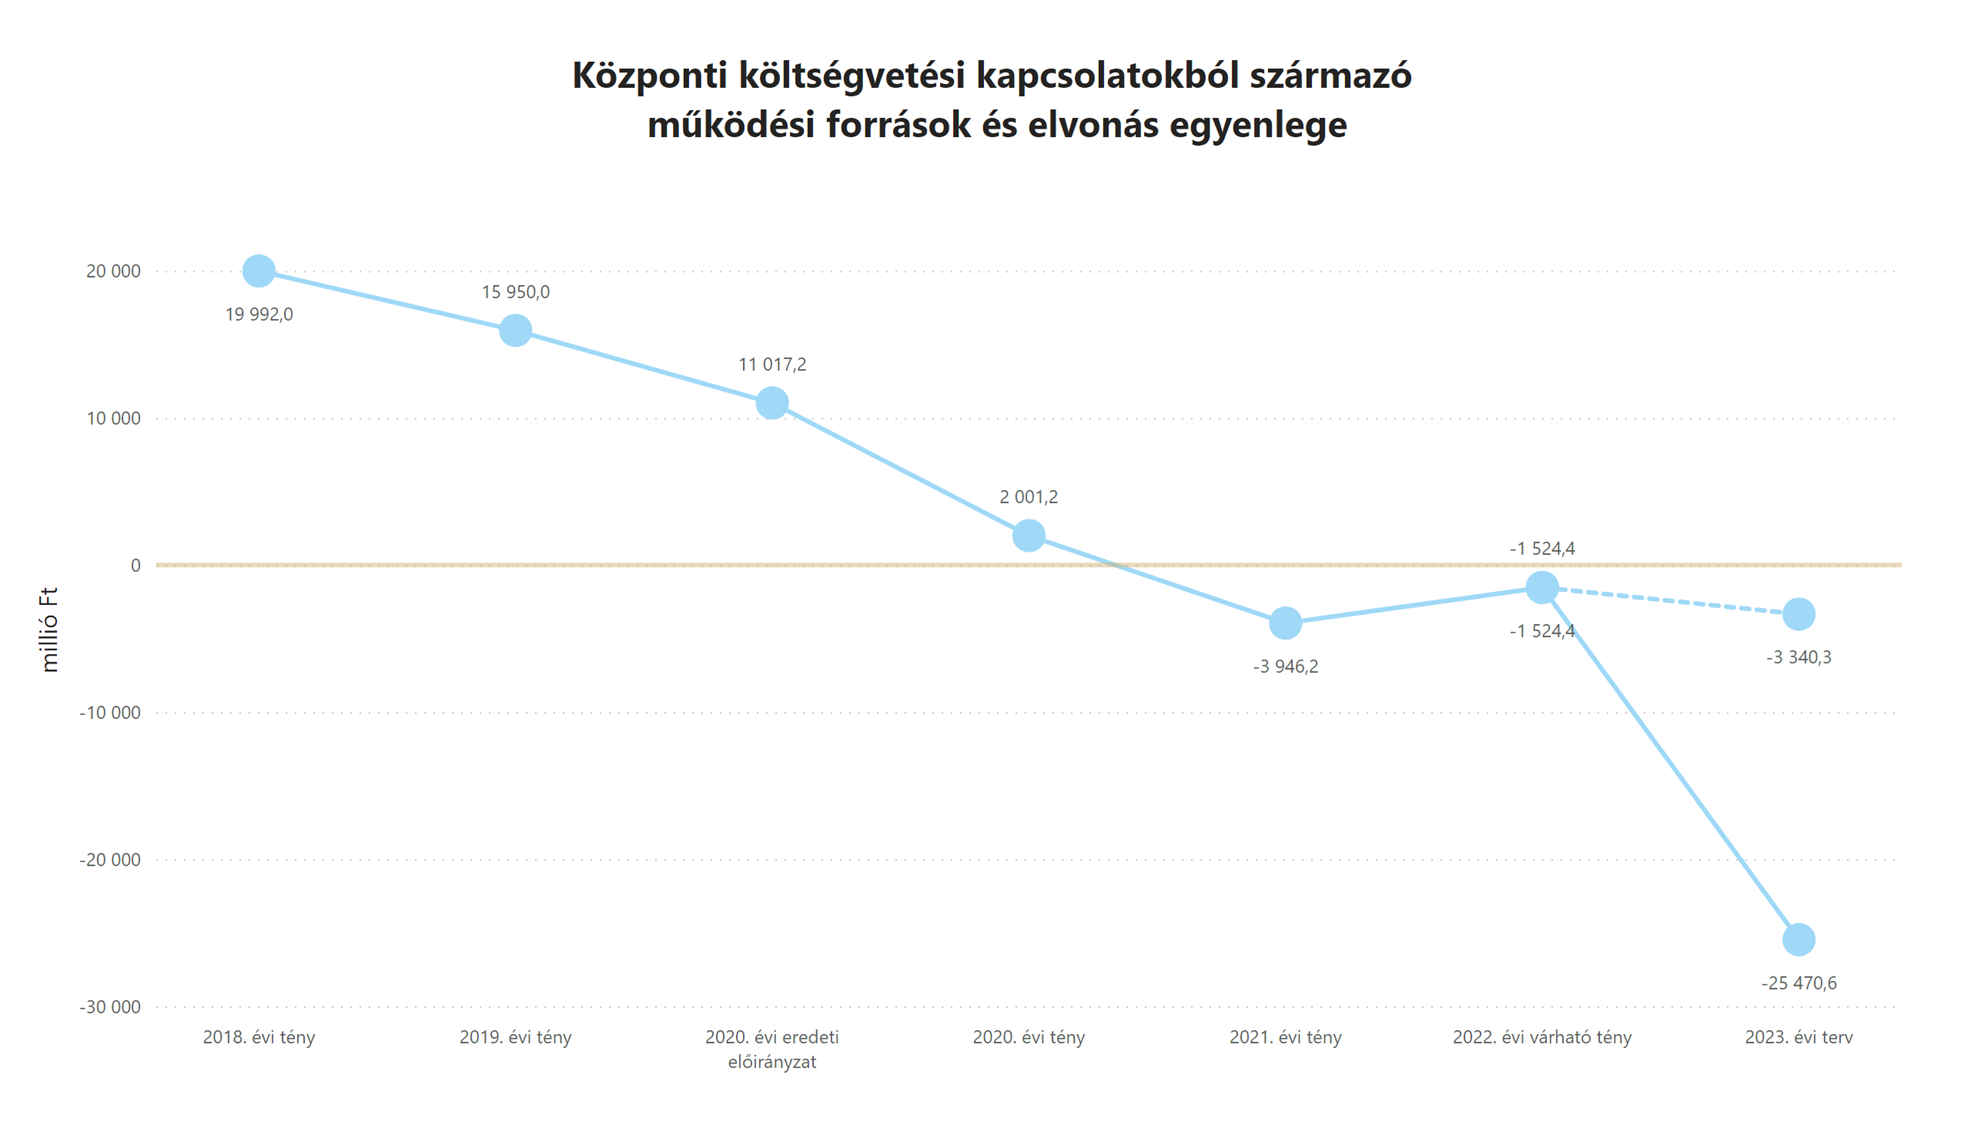 Központi költségvetési kapcsolatokból származó
működési források és elvonás egyenlege
20 000
19 992,0
15 950,0
11 017,2
10 000
2 001,2
-1 524,4
0
millió Ft
-1 524,4
-3 946,2
-3 340,3
-10 000
-20 000
-25 470,6
-30 000
2018. évi tény
2019. évi tény
2020. évi eredeti
előirányzat
2020. évi tény
2021. évi tény
2022. évi várható tény
2023. évi terv